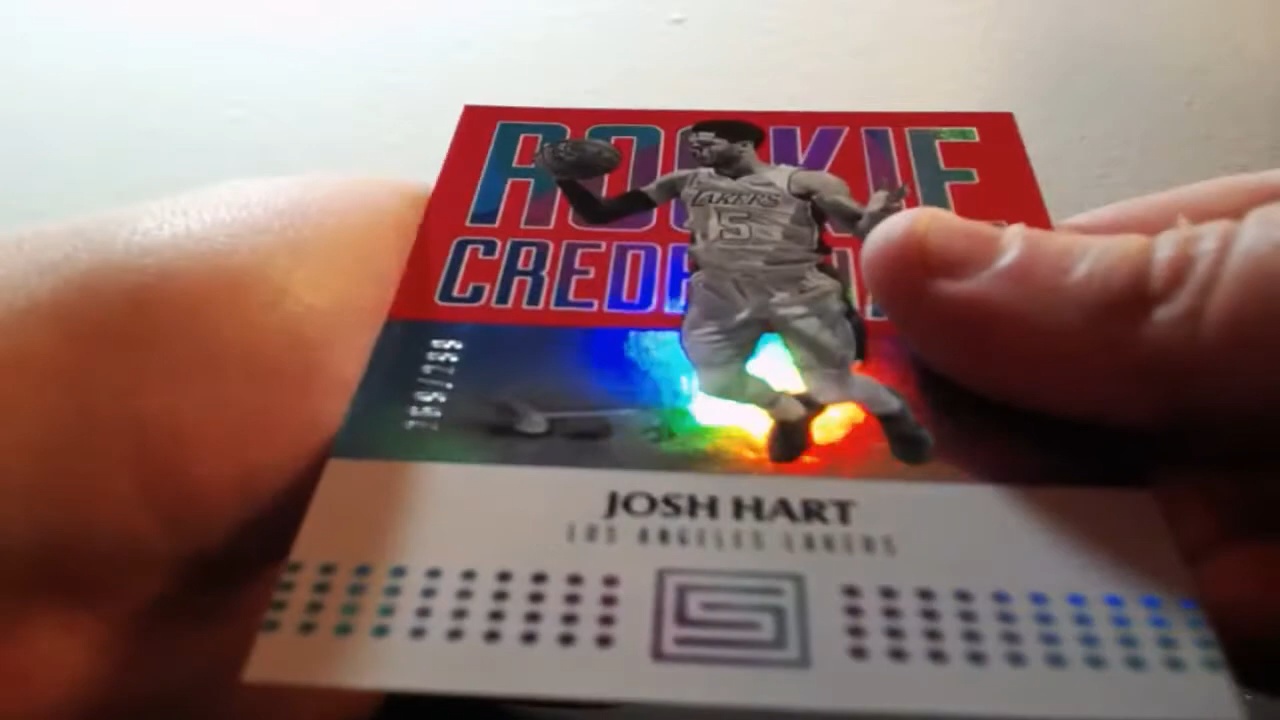 ROOKIE
CREDE
LAKERS
5
JOSH HART
LOS ANGELES LAKERS